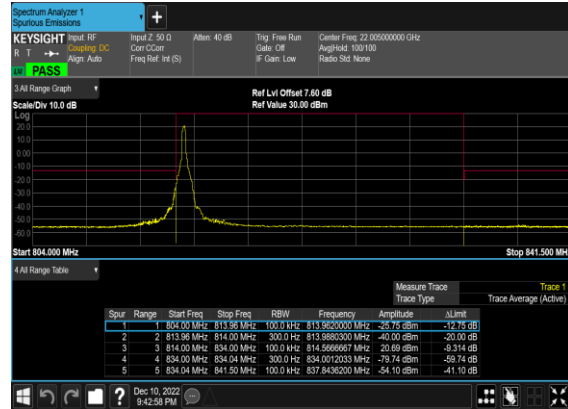 Spectrum Analyzer 1
Spurious Emissions
KEYSIGHT Input: RF Input Z: 50 Ω Atten: 40 dB Trig: Free Run Center Freq: 22.005000000 GHz
R T Coupling: DC Corr CCorr Gate: Off Avg|Hold: 100/100
Align: Auto Freq Ref: Int (S) IF Gain: Low Radio Std: None
PASS
3 All Range Graph
Ref Lvl Offset 7.60 dB
Scale/Div 10.0 dB Ref Value 30.00 dBm
Log
20.0
10.0
0.00
-10.0
-20.0
-30.0
-40.0
-50.0
-60.0
Start 804.000 MHz Stop 841.500 MH
4 All Range Table
Measure Trace Trace 1
Trace Type Trace Average (Active)
Spur Range Start Freq Stop Freq RBW Frequency Amplitude ΔLimit
1 1 804.00 MHz 813.96 MHz 100.0 kHz 813.9620000 MHz -25.75 dBm -12.75 dB
2 2 813.96 MHz 814.00 MHz 300.0 Hz 813.9880300 MHz -40.00 dBm -20.00 dB
3 3 814.00 MHz 834.00 MHz 100.0 kHz 814.5666667 MHz 20.69 dBm -9.314 dB
4 4 834.00 MHz 834.04 MHz 300.0 Hz 834.0012033 MHz -79.74 dBm -59.74 dB
5 5 834.04 MHz 841.50 MHz 100.0 kHz 837.8436200 MHz -54.10 dBm -41.10 dB
Dec 10, 2022
9:42:58 PM